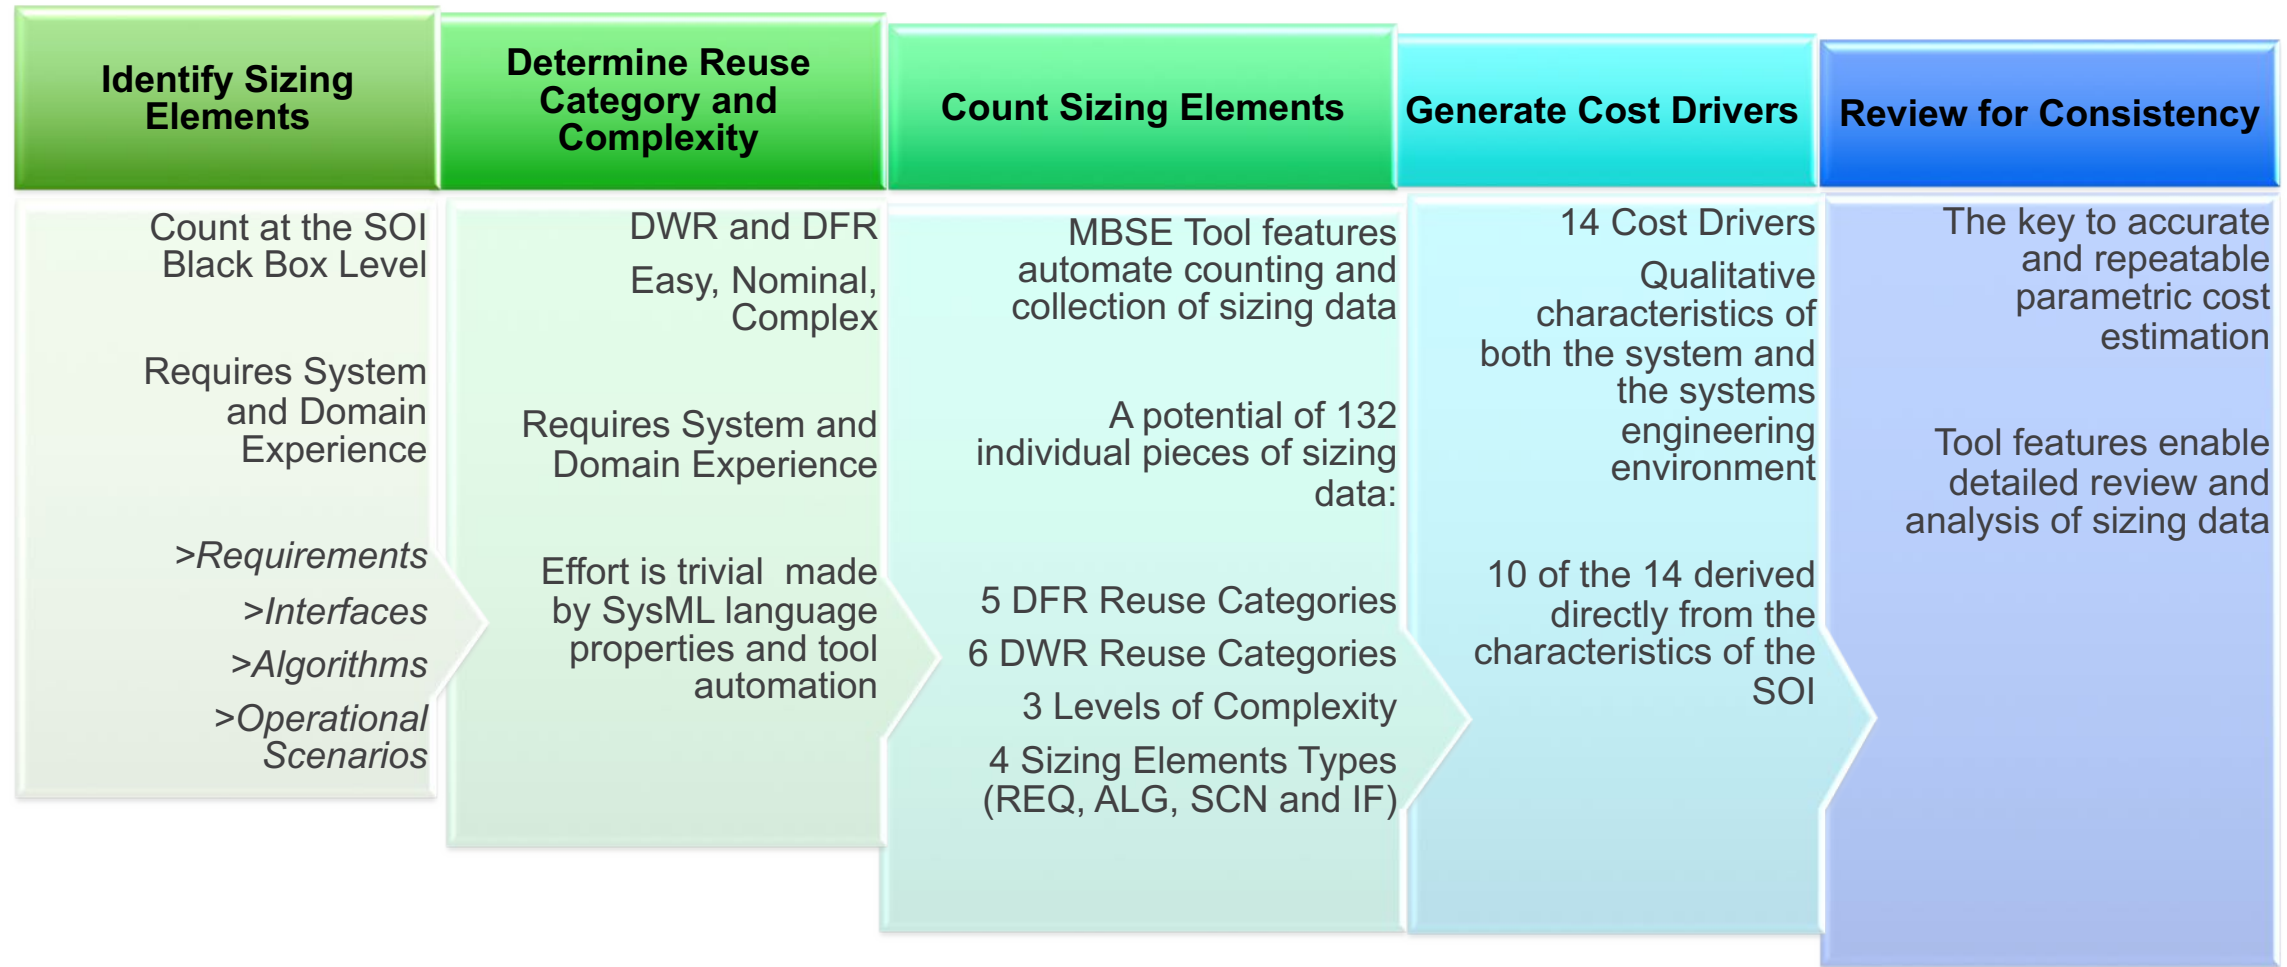 Identify Sizing
Elements
Count at the SOI
Black Box Level
Requires System
and Domain
Experience
>Requirements
>Interfaces
>Algorithms
>Operational
Scenarios
Determine Reuse
Category and
Complexity
DWR and DFR
Easy, Nominal,
Complex
Requires System and
Domain Experience
Effort is trivial  made
by SysML language
properties and tool
automation
Count Sizing Elements
MBSE Tool features
automate counting and
collection of sizing data
A potential of 132
individual pieces of sizing
data:
5 DFR Reuse Categories
6 DWR Reuse Categories
3 Levels of Complexity
4 Sizing Elements Types
(REQ, ALG, SCN and IF)
Generate Cost Drivers
14 Cost Drivers
Qualitative
characteristics of
both the system and
the systems
engineering
environment
10 of the 14 derived
directly from the
characteristics of the
SOI
Review for Consistency
The key to accurate
and repeatable
parametric cost
estimation
Tool features enable
detailed review and
analysis of sizing data